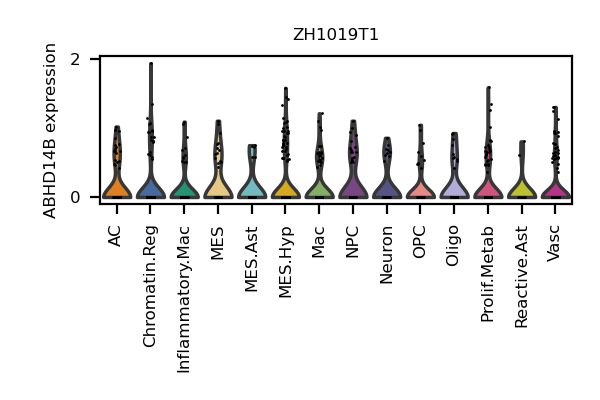 ZH1019T1
ABHD14B expression
2
0
AC
Chromatin.Reg
Inflammatory.Mac
MES
MES.Ast
MES.Hyp
Mac
NPC
Neuron
OPC
Oligo
Prolif.Metab
Reactive.Ast
Vasc